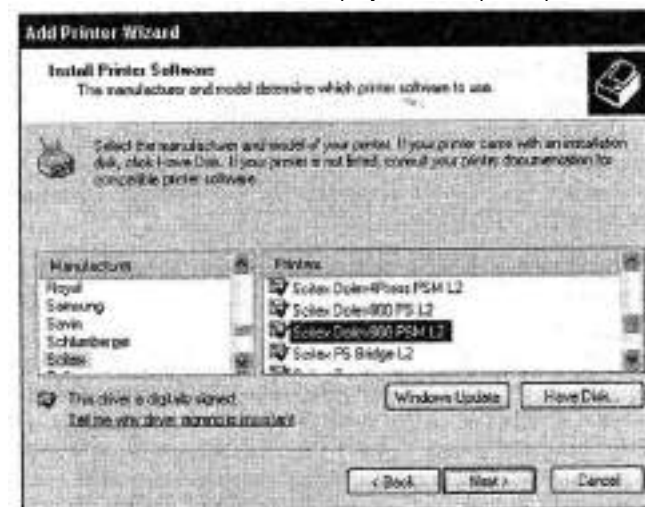 Add Printer Wizard
Install Printer Software
The manufacturer and model determine which printer software to use.
Select the manufacturer and model of your printer. If your printer came with an installation
disk, click Have Disk. If your printer is not listed, consult your printer documentation for
compatible printer software.
Manufacturer
Royal
Samsung
Savin
Schlumberger
Scitex
Printers
Scitex Dolev4Press PSM L2
Scitex Dolev800 PS L2
Scitex Dolev800 PSM L2
Scitex PS Bridge L2
This driver is digitally signed.
Tell me why driver signing is important
Windows Update
Have Disk...
< Back
Next >
Cancel